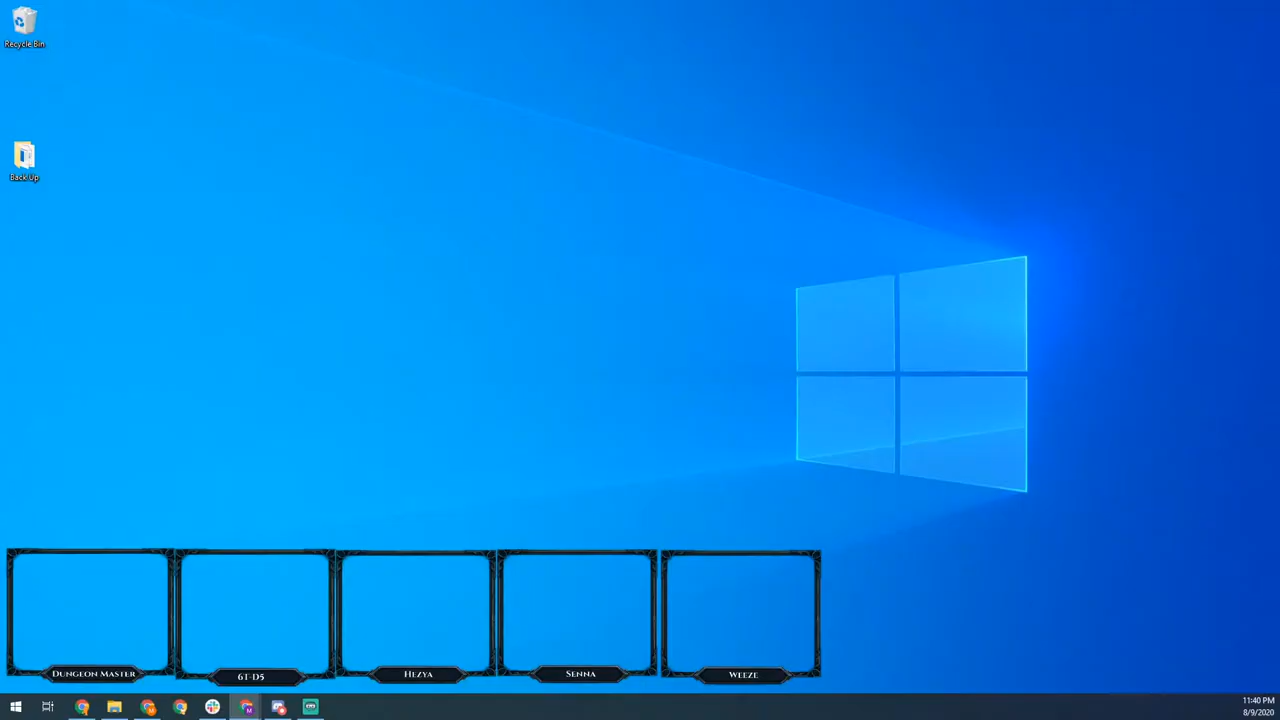 Recycle Bin
Back Up
Dungeon Master
6T-D5
Hezya
Senna
Weeze
11:40 PM
8/9/2020